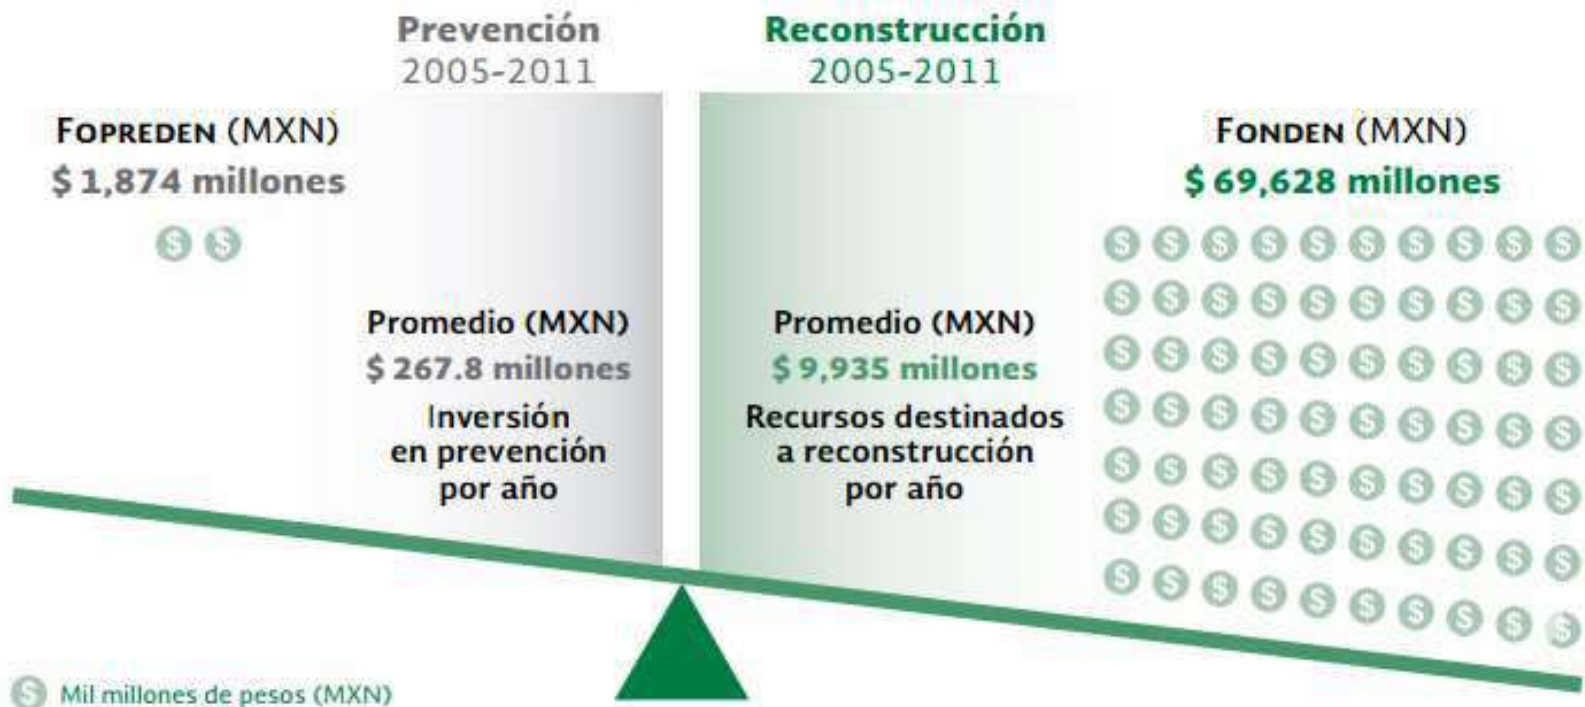 Prevención
2005-2011
FOPREDEN (MXN)
$ 1,874 millones
$ $
Promedio (MXN)
$ 267.8 millones
Inversión
en prevención
por año
Reconstrucción
2005-2011
Promedio (MXN)
$ 9,935 millones
Recursos destinados
a reconstrucción
por año
FONDEN (MXN)
$ 69,628 millones
$ $ $ $ $ $ $ $ $ $
$ $ $ $ $ $ $ $ $ $
$ $ $ $ $ $ $ $ $ $
$ $ $ $ $ $ $ $ $ $
$ $ $ $ $ $ $ $ $ $
$ $ $ $ $ $ $ $ $ $
$ $ $ $ $ $ $ $ $ $
$ Mil millones de pesos (MXN)